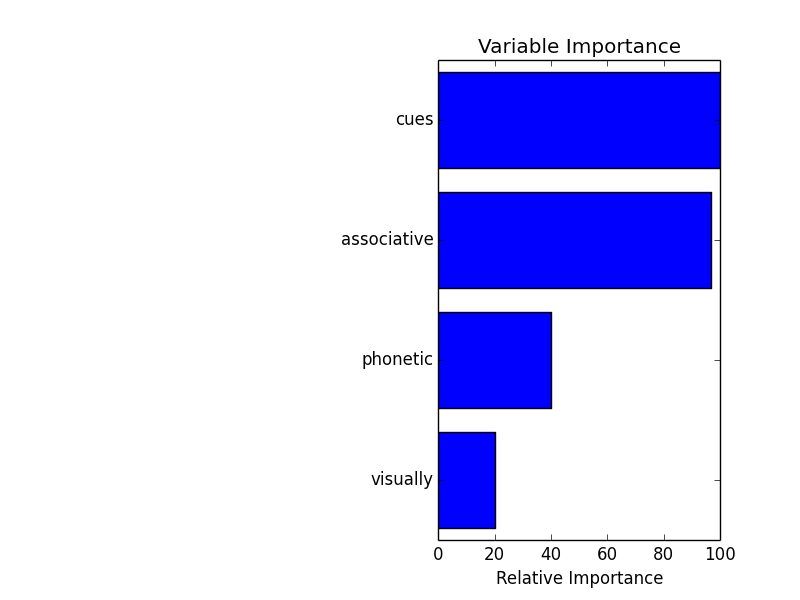 Variable Importance
cues
associative
phonetic
visually
0 20 40 60 80 100
Relative Importance